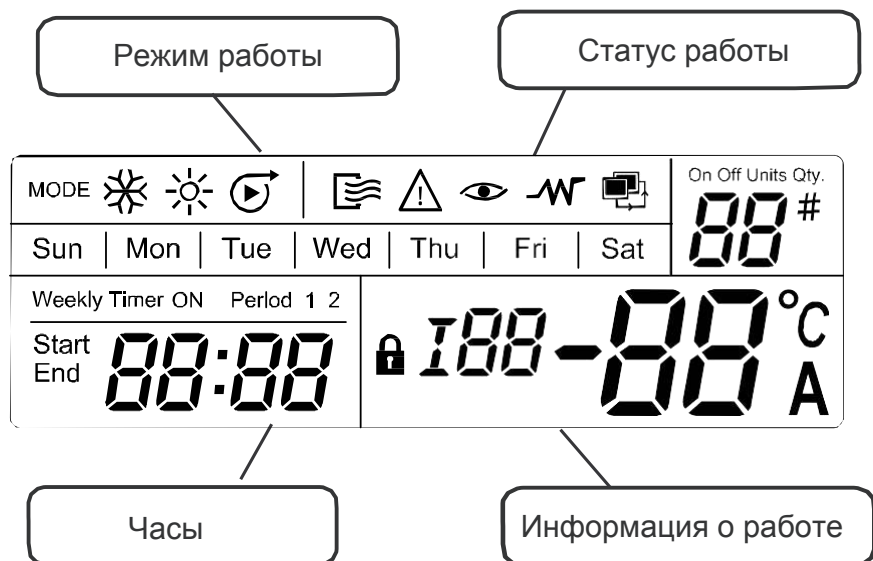 Режим работы
Статус работы
MODE
On Off Units Qty.
88 #
Sun Mon Tue Wed Thu Fri Sat
Weekly Timer ON Perlod 1 2
Start
End
88:88
188 -88 °C
A
Часы
Информация о работе